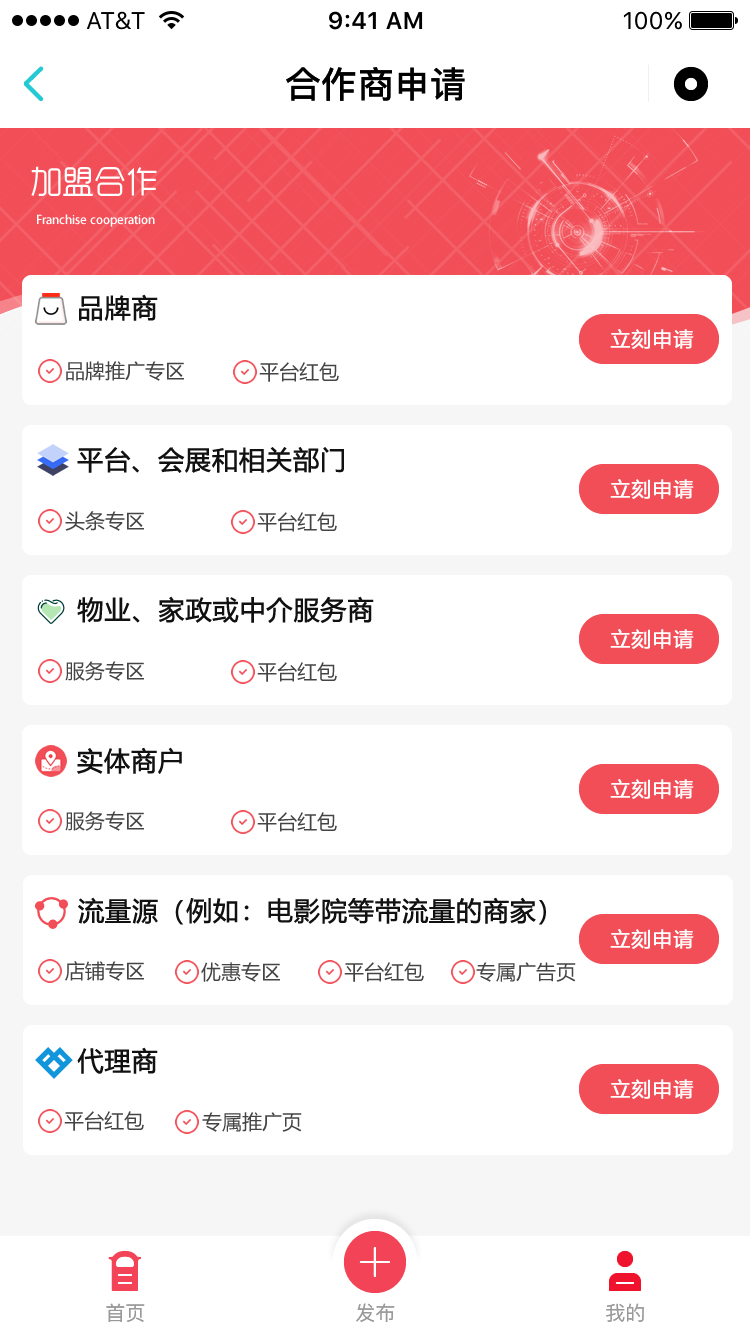 AT&T 9:41 AM 100%
合作商申请
加盟合作
Franchise cooperation
品牌商
立刻申请
品牌推广专区 平台红包
平台、会展和相关部门
立刻申请
头条专区 平台红包
物业、家政或中介服务商
立刻申请
服务专区 平台红包
实体商户
立刻申请
服务专区 平台红包
流量源（例如：电影院等带流量的商家）
立刻申请
店铺专区 优惠专区 平台红包 专属广告页
代理商
立刻申请
平台红包 专属推广页
首页 发布 我的